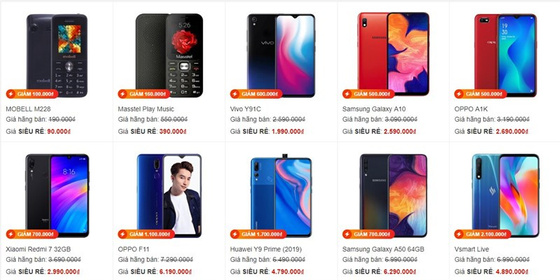 GIẢM 100.000đ
GIẢM 160.000đ
GIẢM 600.000đ
GIẢM 500.000đ
GIẢM 500.000đ
MOBELL M228
Masstel Play Music
Vivo Y91C
Samsung Galaxy A10
OPPO A1K
Giá hãng bán: 190.000đ
Giá hãng bán: 550.000đ
Giá hãng bán: 2.590.000đ
Giá hãng bán: 3.090.000đ
Giá hãng bán: 3.190.000đ
Giá SIÊU RẺ: 90.000đ
Giá SIÊU RẺ: 390.000đ
Giá SIÊU RẺ: 1.990.000đ
Giá SIÊU RẺ: 2.590.000đ
Giá SIÊU RẺ: 2.690.000đ
GIẢM 700.000đ
GIẢM 1.100.000đ
GIẢM 1.700.000đ
GIẢM 700.000đ
GIẢM 2.100.000đ
Xiaomi Redmi 7 32GB
OPPO F11
Huawei Y9 Prime (2019)
Samsung Galaxy A50 64GB
Vsmart Live
Giá hãng bán: 3.690.000đ
Giá hãng bán: 7.290.000đ
Giá hãng bán: 6.490.000đ
Giá hãng bán: 6.990.000đ
Giá hãng bán: 6.990.000đ
Giá SIÊU RẺ: 2.990.000đ
Giá SIÊU RẺ: 6.190.000đ
Giá SIÊU RẺ: 4.790.000đ
Giá SIÊU RẺ: 6.290.000đ
Giá SIÊU RẺ: 4.890.000đ